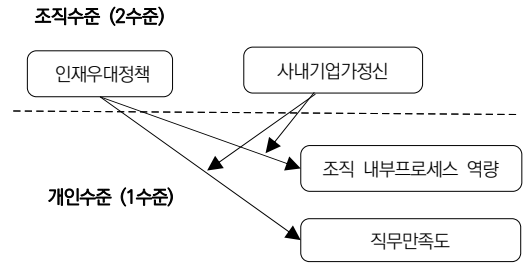 조직수준 (2수준)
인재우대정책
사내기업가정신
조직 내부프로세스 역량
개인수준 (1수준)
직무만족도